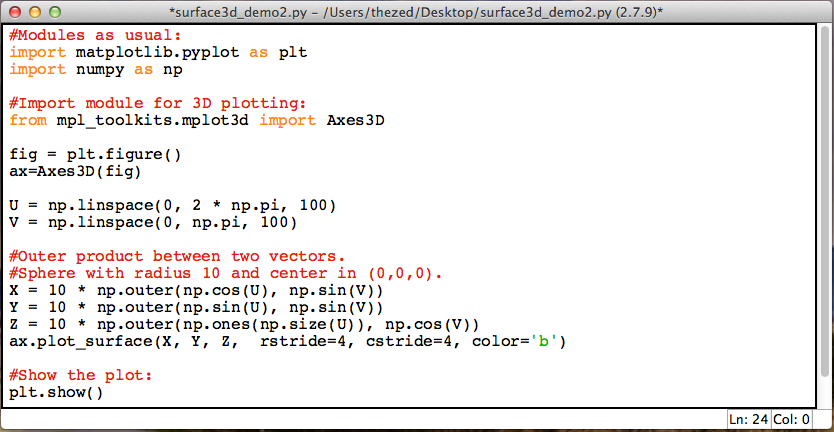 *surface3d_demo2.py - /Users/thezed/Desktop/surface3d_demo2.py (2.7.9)*
#Modules as usual:
import matplotlib.pyplot as plt
import numpy as np
#Import module for 3D plotting:
from mpl_toolkits.mplot3d import Axes3D
fig = plt.figure()
ax=Axes3D(fig)
U = np.linspace(0, 2 * np.pi, 100)
V = np.linspace(0, np.pi, 100)
#Outer product between two vectors.
#Sphere with radius 10 and center in (0,0,0).
X = 10 * np.outer(np.cos(U), np.sin(V))
Y = 10 * np.outer(np.sin(U), np.sin(V))
Z = 10 * np.outer(np.ones(np.size(U)), np.cos(V))
ax.plot_surface(X, Y, Z,  rstride=4, cstride=4, color='b')
#Show the plot:
plt.show()
Ln: 24 Col: 0